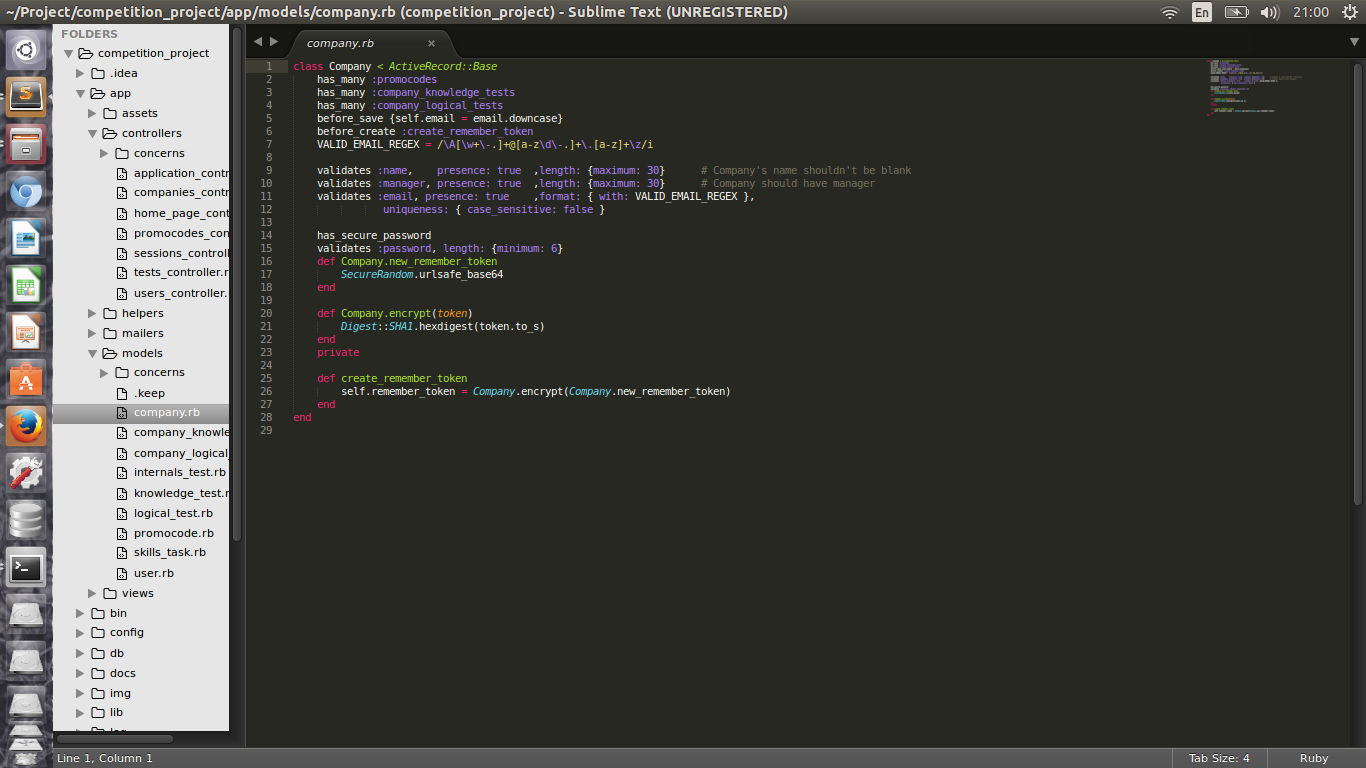 ~/Project/competition_project/app/models/company.rb (competition_project) - Sublime Text (UNREGISTERED)
En
21:00
FOLDERS
competition_project
.idea
app
assets
controllers
concerns
application_contr
companies_contr
home_page_cont
promocodes_con
sessions_controll
tests_controller.r
users_controller.
helpers
mailers
models
concerns
.keep
company.rb
company_knowle
company_logical_
internals_test.rb
knowledge_test.r
logical_test.rb
promocode.rb
skills_task.rb
user.rb
views
bin
config
db
docs
img
lib
company.rb ×
1 class Company < ActiveRecord::Base
2 has_many :promocodes
3 has_many :company_knowledge_tests
4 has_many :company_logical_tests
5 before_save {self.email = email.downcase}
6 before_create :create_remember_token
7 VALID_EMAIL_REGEX = /\A[\w+\-.]+@[a-z\d\-.]+\.[a-z]+\z/i
8
9 validates :name,    presence: true  ,length: {maximum: 30}      # Company's name shouldn't be blank
10 validates :manager, presence: true  ,length: {maximum: 30}      # Company should have manager
11 validates :email, presence: true    ,format: { with: VALID_EMAIL_REGEX },
12 uniqueness: { case_sensitive: false }
13
14 has_secure_password
15 validates :password, length: {minimum: 6}
16 def Company.new_remember_token
17 SecureRandom.urlsafe_base64
18 end
19
20 def Company.encrypt(token)
21 Digest::SHA1.hexdigest(token.to_s)
22 end
23 private
24
25 def create_remember_token
26 self.remember_token = Company.encrypt(Company.new_remember_token)
27 end
28 end
29
Line 1, Column 1
Tab Size: 4
Ruby